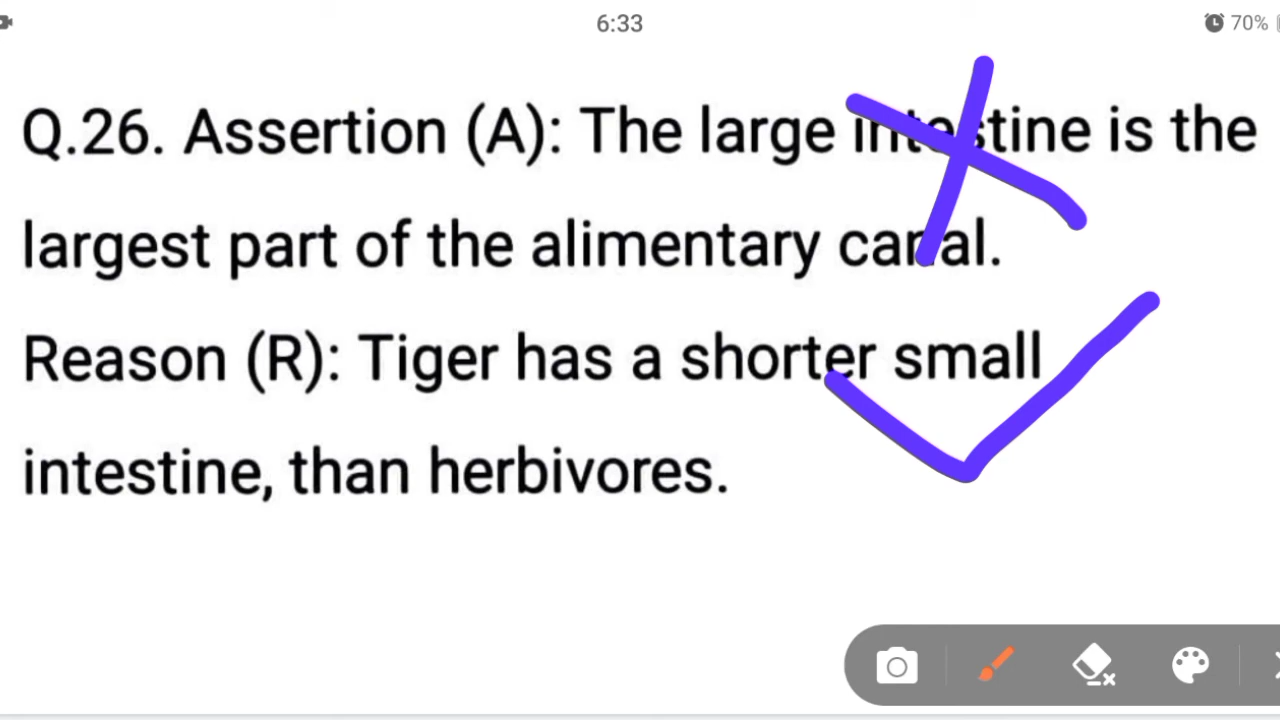 6:33
70%
Q.26. Assertion (A): The large intestine is the
largest part of the alimentary canal.
Reason (R): Tiger has a shorter small
intestine, than herbivores.